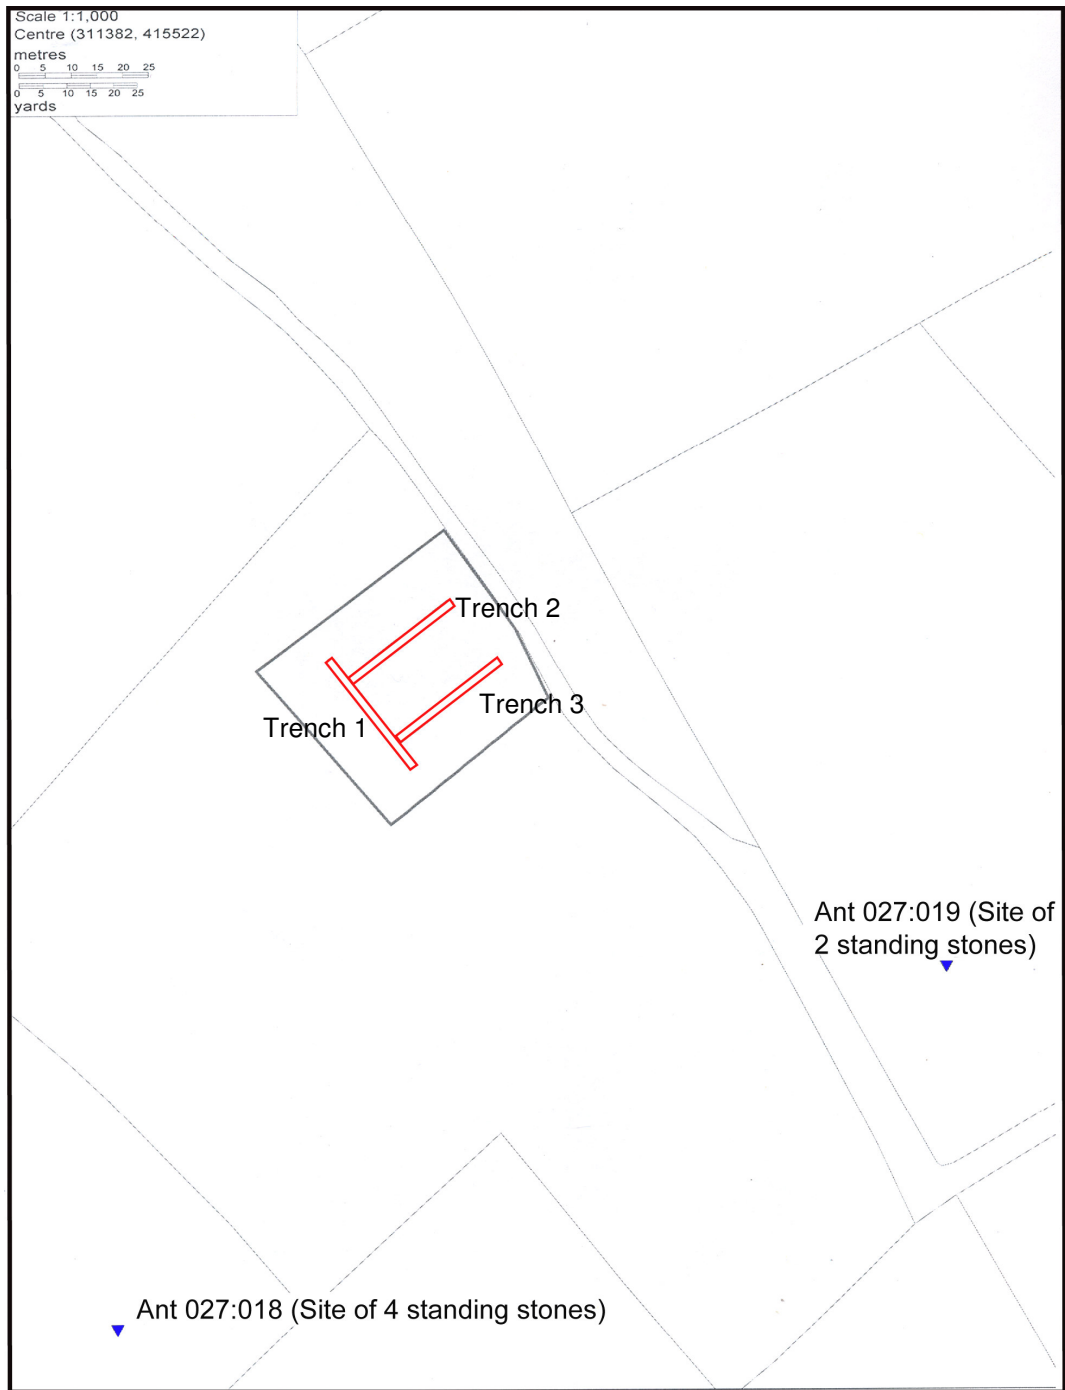 Scale 1:1,000
Centre (311382, 415522)
metres
0 5 10 15 20 25
0 5 10 15 20 25
yards
Trench 2
Trench 3
Trench 1
Ant 027:019 (Site of
2 standing stones)
Ant 027:018 (Site of 4 standing stones)